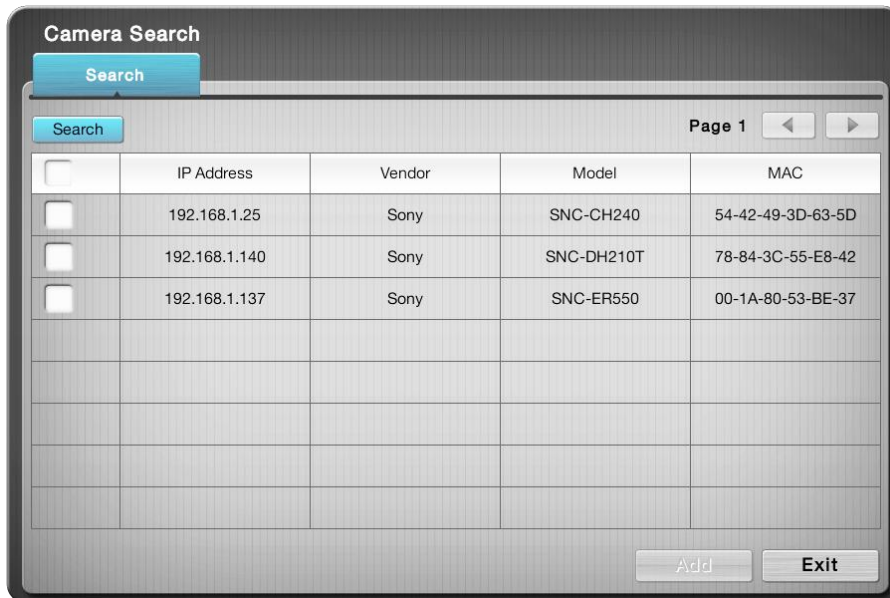 Camera Search
Search
Search Page 1
IP Address Vendor Model MAC
192.168.1.25 Sony SNC-CH240 54-42-49-3D-63-5D
192.168.1.140 Sony SNC-DH210T 78-84-3C-55-E8-42
192.168.1.137 Sony SNC-ER550 00-1A-80-53-BE-37
Add Exit